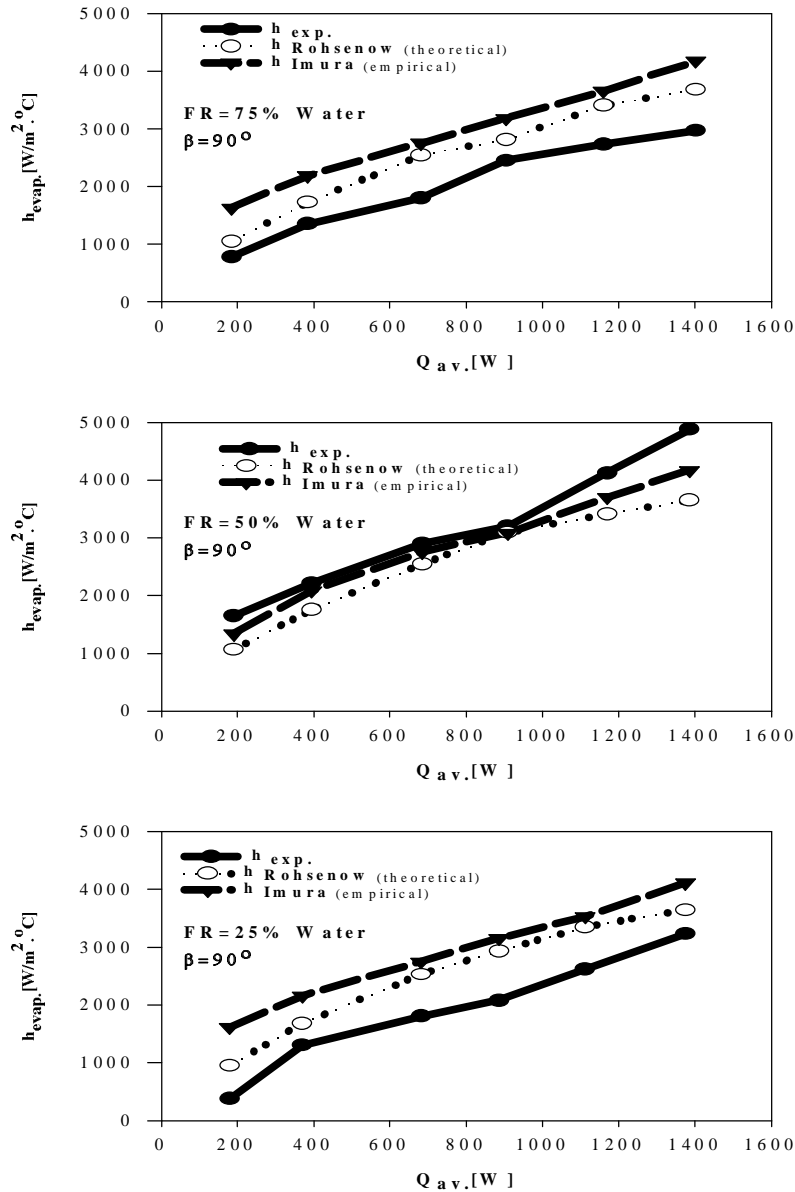 5000
4000
3000
2000
1000
0
h exp.
h Rohsenow (theoretical)
h Imura (empirical)
FR=75% Water
β=90°
hevap.[W/m².°C]
0 200 400 600 800 1000 1200 1400 1600
Q av.[W ]
5000
4000
3000
2000
1000
0
h exp.
h Rohsenow (theoretical)
h Imura (empirical)
FR=50% Water
β=90°
hevap.[W/m².°C]
0 200 400 600 800 1000 1200 1400 1600
Q av.[W ]
5000
4000
3000
2000
1000
0
h exp.
h Rohsenow (theoretical)
h Imura (empirical)
FR=25% Water
β=90°
hevap.[W/m².°C]
0 200 400 600 800 1000 1200 1400 1600
Q av.[W ]